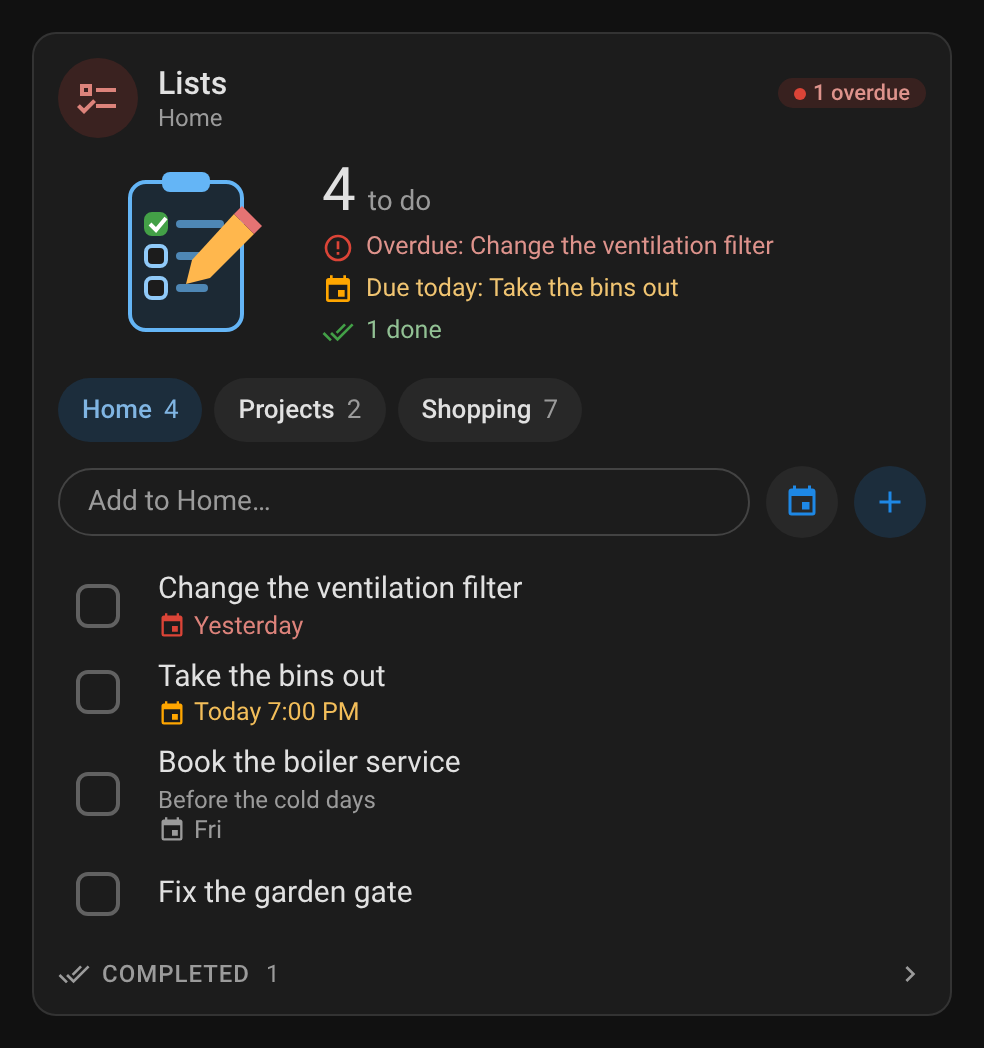 Lists
Home
1 overdue
4 to do
Overdue: Change the ventilation filter
Due today: Take the bins out
1 done
Home 4
Projects 2
Shopping 7
Add to Home…
Change the ventilation filter
Yesterday
Take the bins out
Today 7:00 PM
Book the boiler service
Before the cold days
Fri
Fix the garden gate
COMPLETED 1